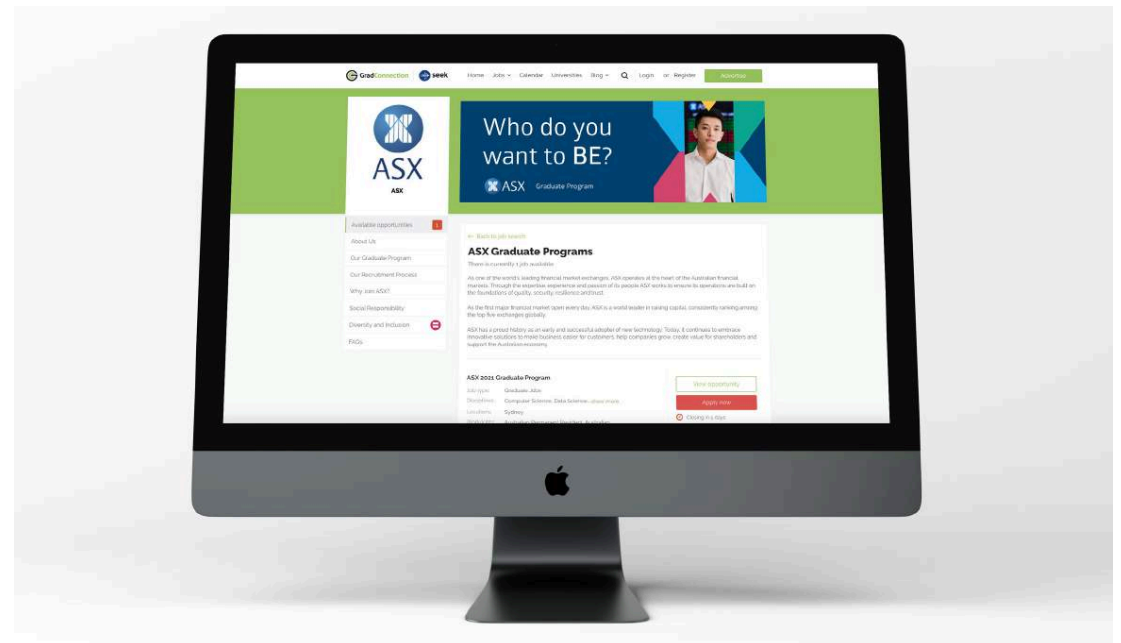 GradConnection seek Home Jobs Calendar Universities Blog Login or Register Advertise
ASX
ASX
Who do you
want to BE?
ASX Graduate Program
Available opportunities 1
About Us
Our Graduate Program
Our Recruitment Process
Why Join ASX?
Social Responsibility
Diversity and Inclusion
FAQs
← Back to job search
ASX Graduate Programs
There is currently 1 job available
As one of the world's leading financial market exchanges, ASX operates at the heart of the Australian financial
markets. Through the expertise, experience and passion of its people ASX works to ensure its operations are built on
the foundations of quality, security, resilience and trust.
As the first major financial market open every day, ASX is a world leader in raising capital, consistently ranking among
the top five exchanges globally.
ASX has a proud history as an early and successful adopter of new technology. Today, it continues to embrace
innovative solutions to make business easier for customers, help companies grow, create value for shareholders and
support the Australian economy.
ASX 2021 Graduate Program
Job type: Graduate Jobs
Disciplines: Computer Science, Data Science, show more
Locations: Sydney
Australian Permanent Resident, Australian
View opportunity
Apply now
Closing in days